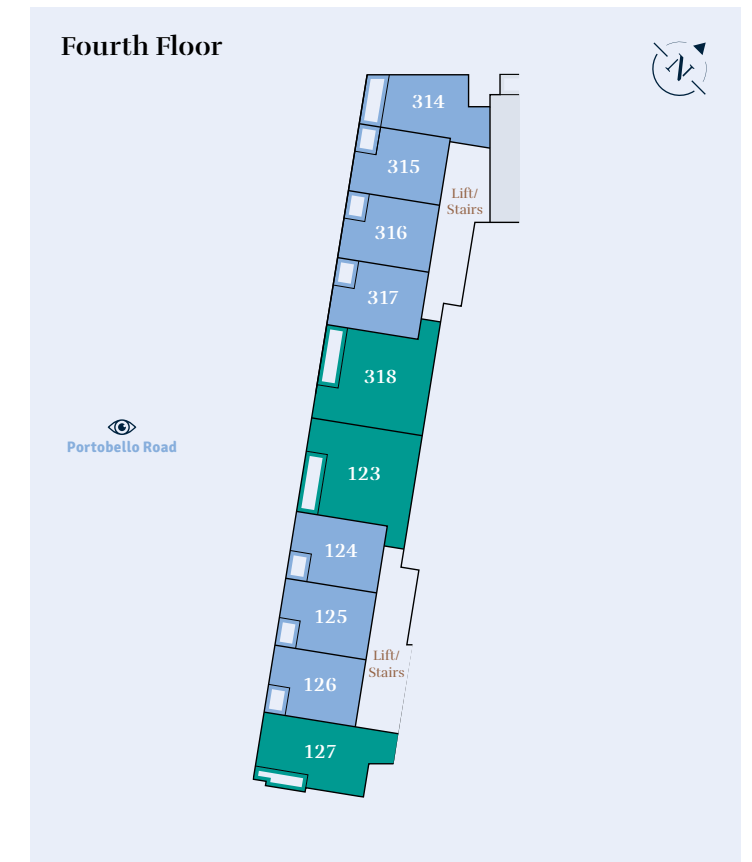 Fourth Floor
N
314
315
Lift/
Stairs
316
317
318
Portobello Road
123
124
125
Lift/
Stairs
126
127